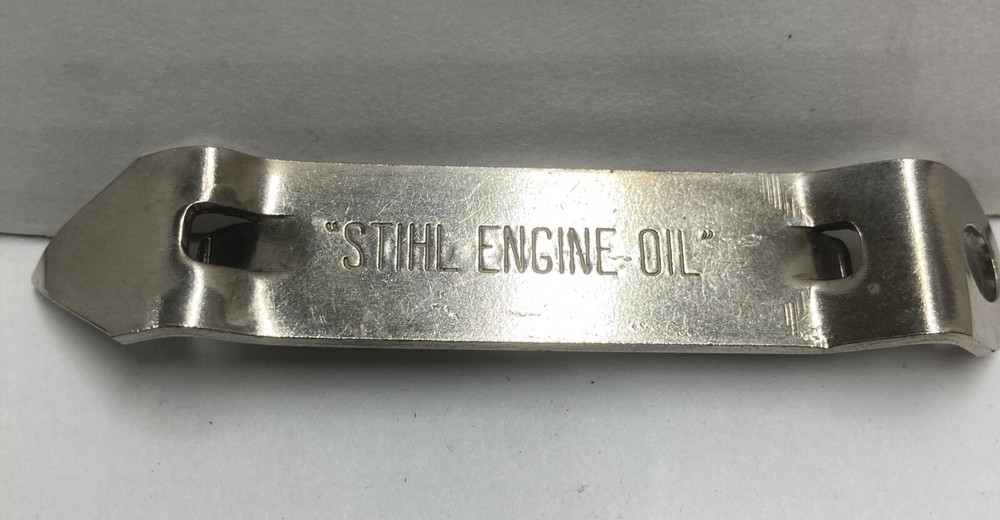 "STIHL ENGINE OIL"